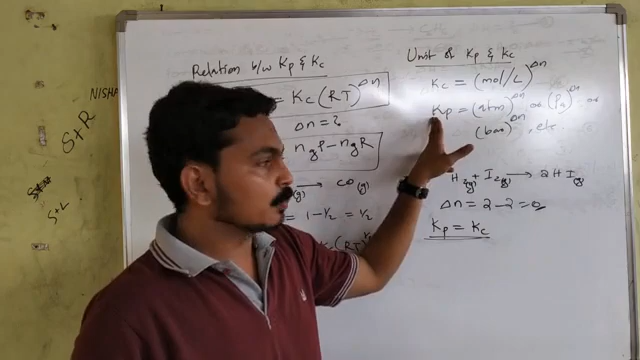 Relation b/w Kp & Kc
= Kc (RT)^Δn
Δn = ?
ngP - ngR
(g) → CO(g)
= 1 - 1/2 = 1/2
Kc(RT)^1/2
Unit of Kp & Kc
Kc = (mol/L)^Δn
Kp = (atm)^Δn or (Pa)^Δn or
(bar)^Δn, etc
H2(g) + I2(g) → 2HI(g)
Δn = 2 - 2 = 0
Kp = Kc
NISHA
S+R
S+L